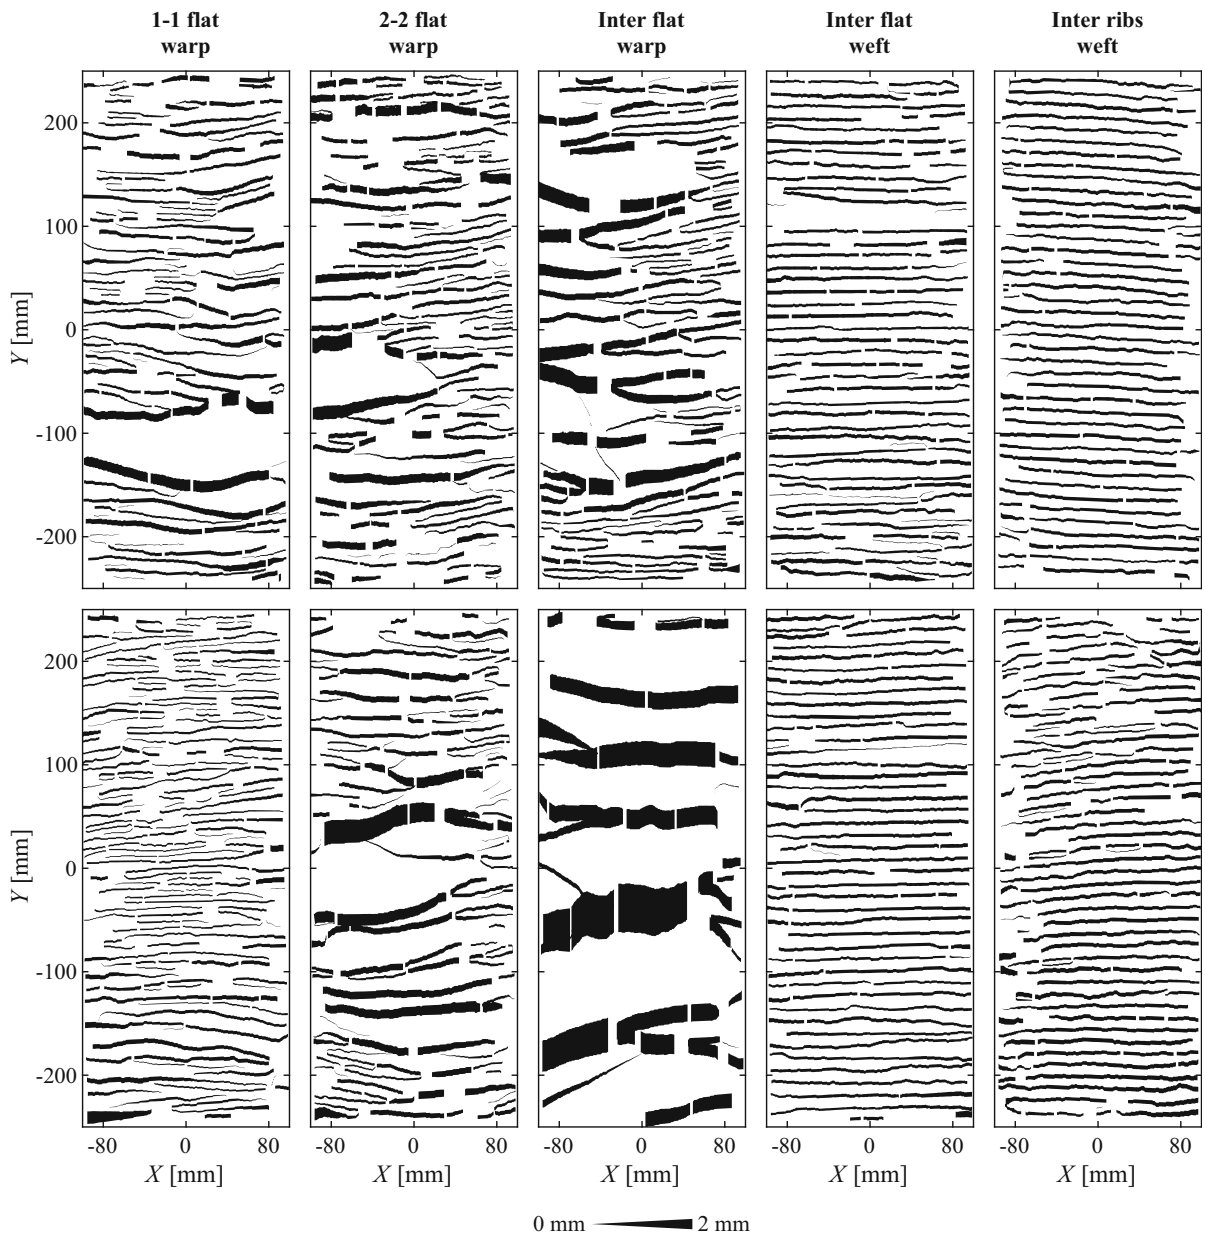 1-1 flat warp
2-2 flat warp
Inter flat warp
Inter flat weft
Inter ribs weft
200
100
0
-100
-200
Y [mm]
200
100
0
-100
-200
Y [mm]
-80 0 80 -80 0 80 -80 0 80 -80 0 80 -80 0 80
X [mm] X [mm] X [mm] X [mm] X [mm]
0 mm 2 mm